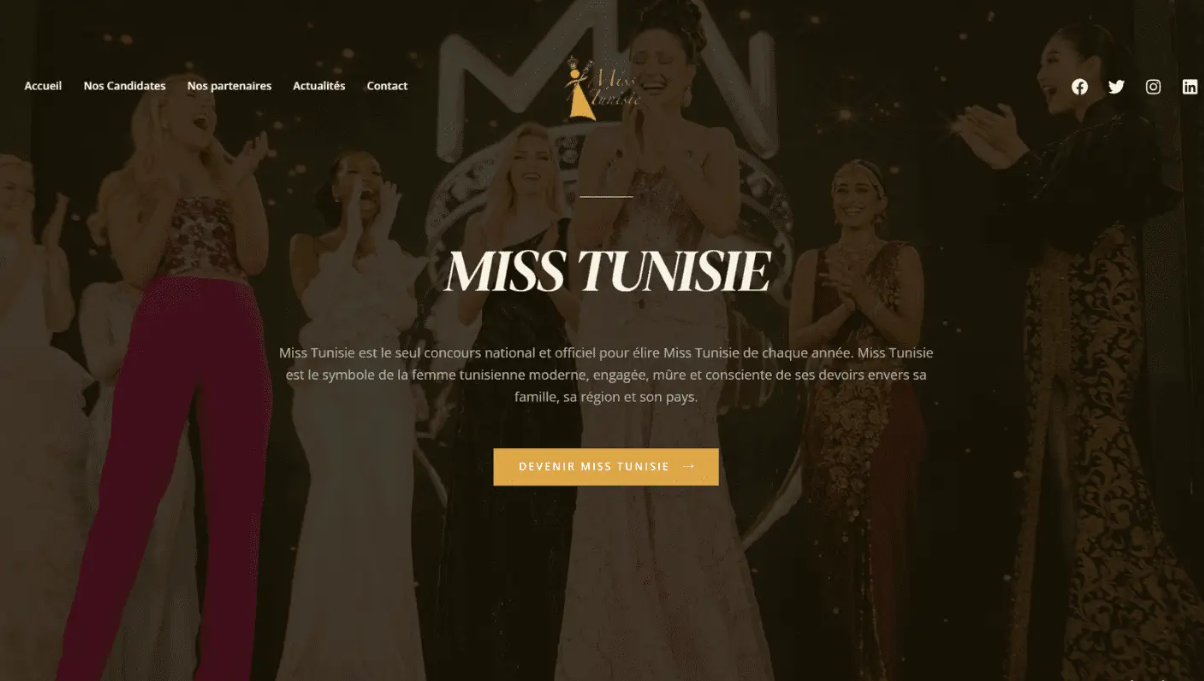 Accueil Nos Candidates Nos partenaires Actualités Contact
Miss
Tunisie
MISS TUNISIE
Miss Tunisie est le seul concours national et officiel pour élire Miss Tunisie de chaque année. Miss Tunisie
est le symbole de la femme tunisienne moderne, engagée, mûre et consciente de ses devoirs envers sa
famille, sa région et son pays.
DEVENIR MISS TUNISIE →